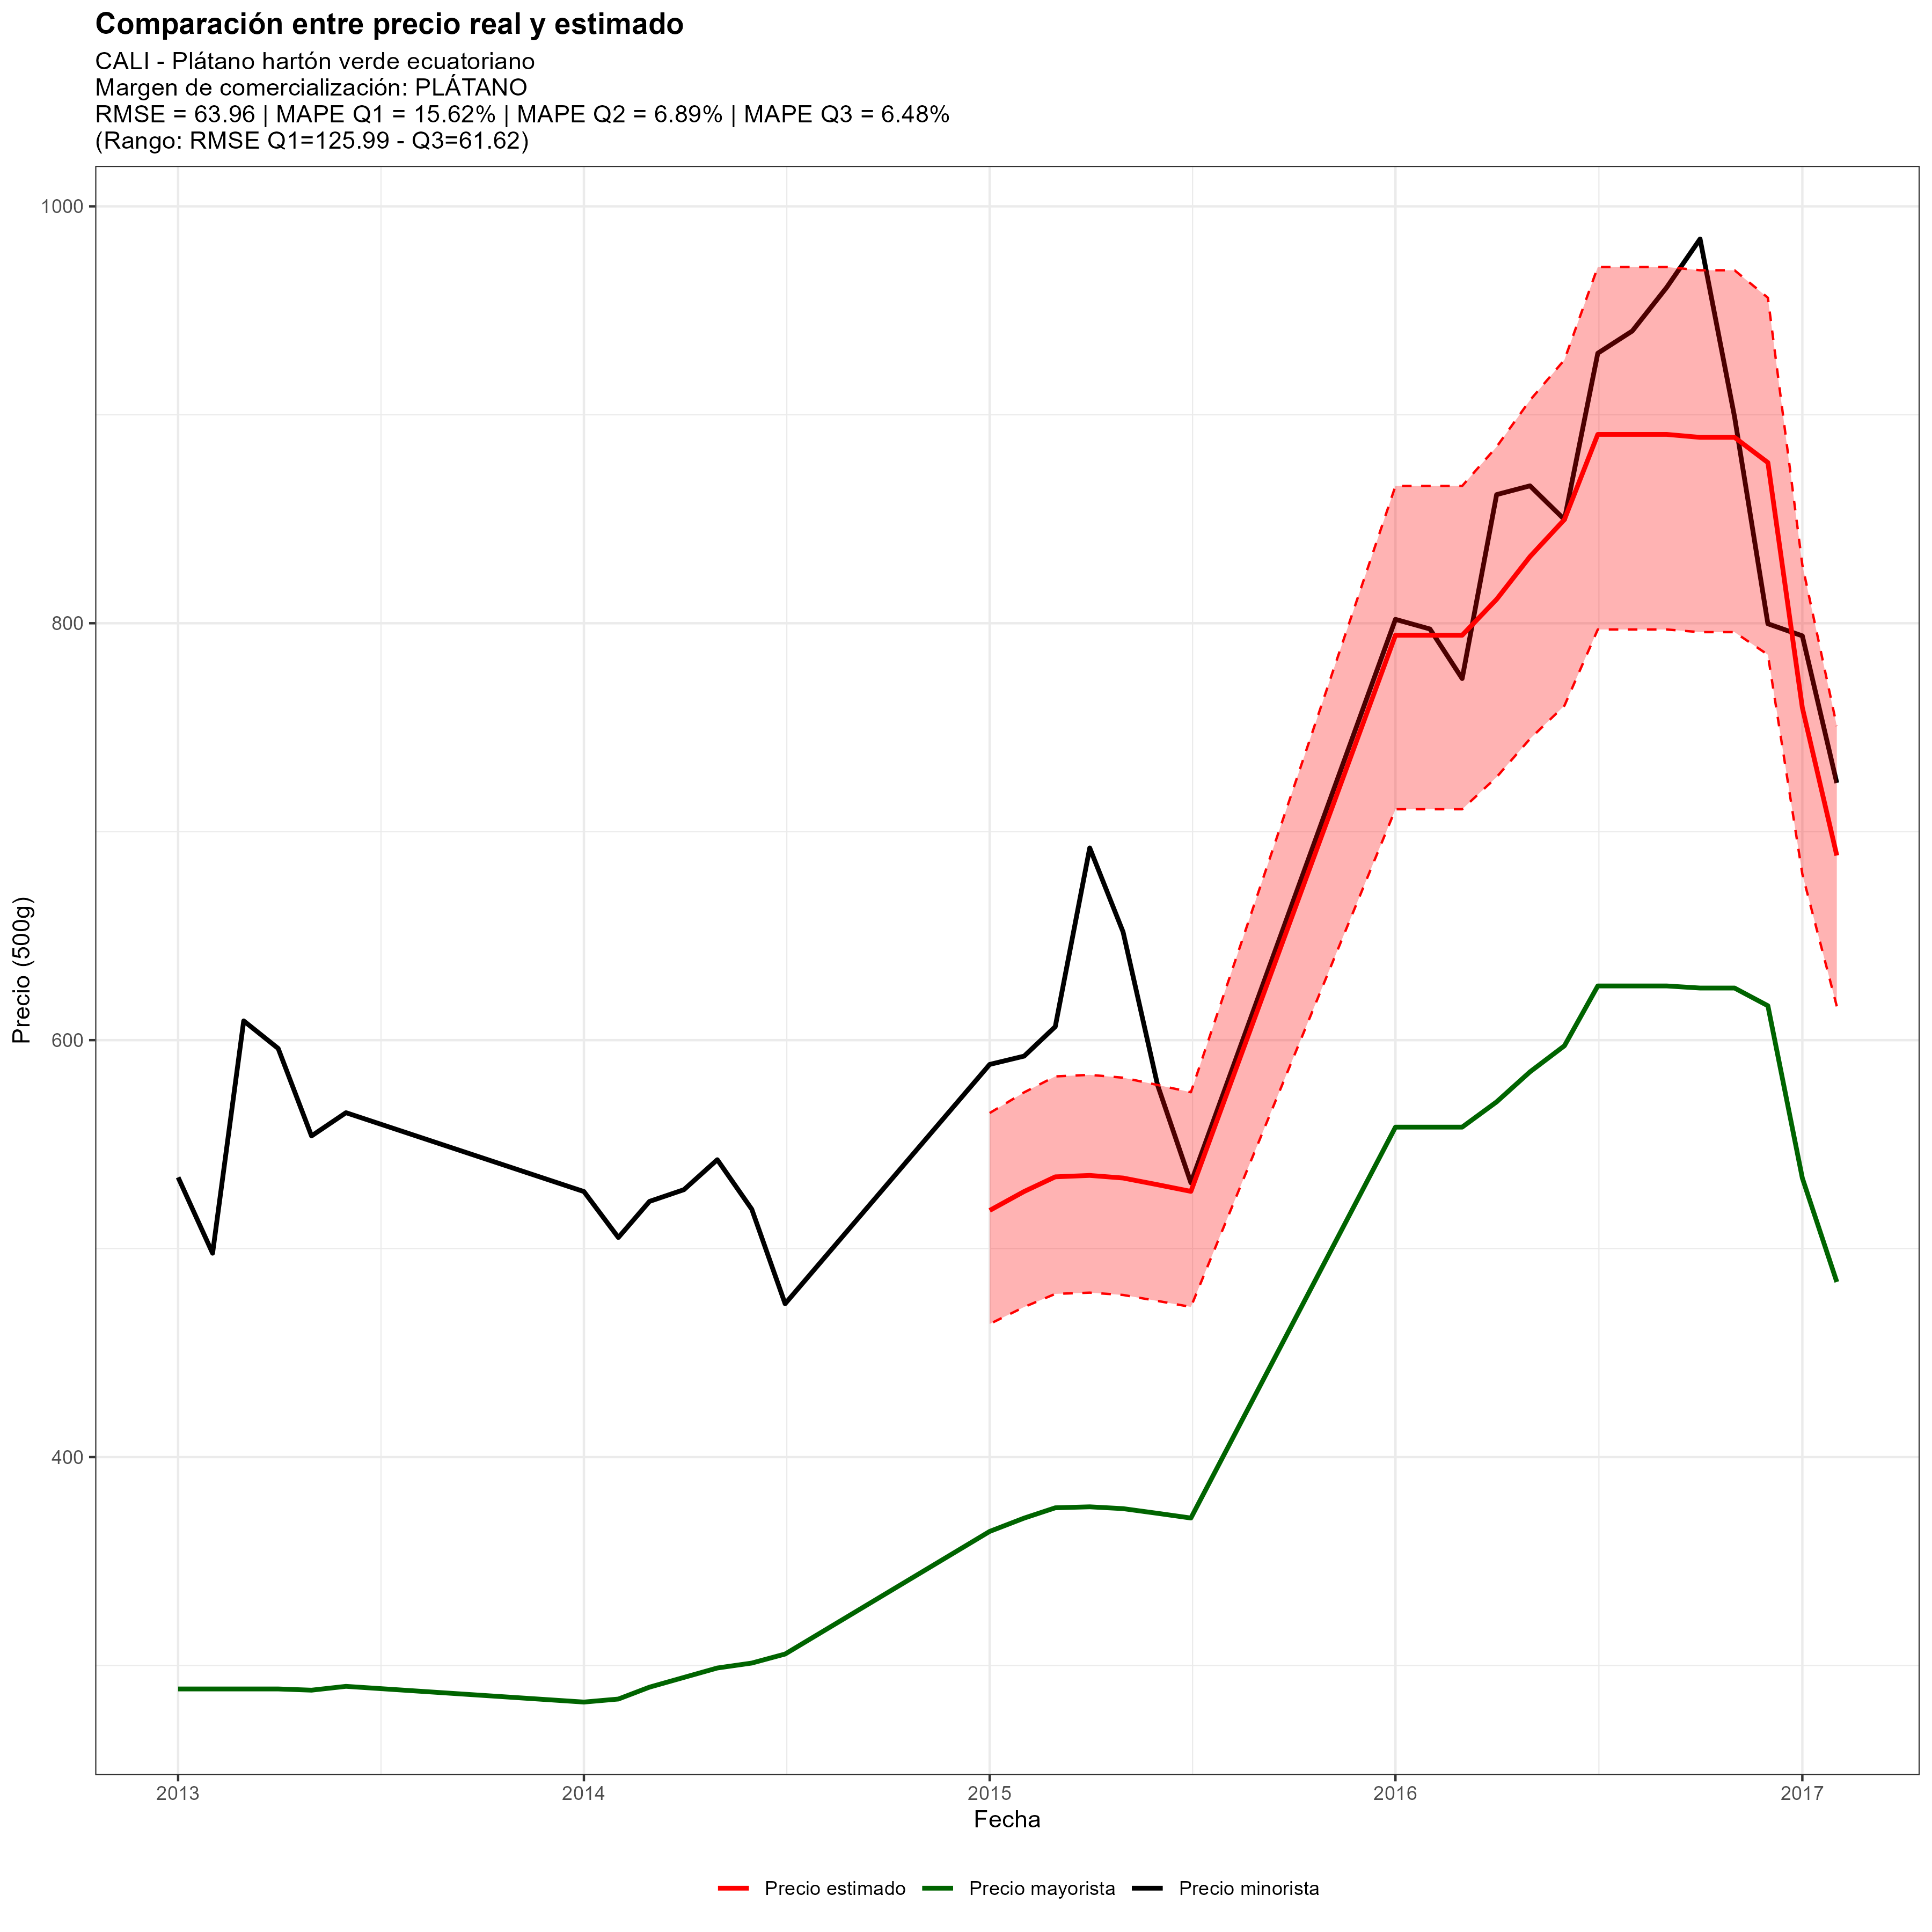 Comparación entre precio real y estimado
CALI - Plátano hartón verde ecuatoriano
Margen de comercialización: PLÁTANO
RMSE = 63.96 | MAPE Q1 = 15.62% | MAPE Q2 = 6.89% | MAPE Q3 = 6.48%
(Rango: RMSE Q1=125.99 - Q3=61.62)
1000
800
600
400
Precio (500g)
2013 2014 2015 2016 2017
Fecha
Precio estimado Precio mayorista Precio minorista